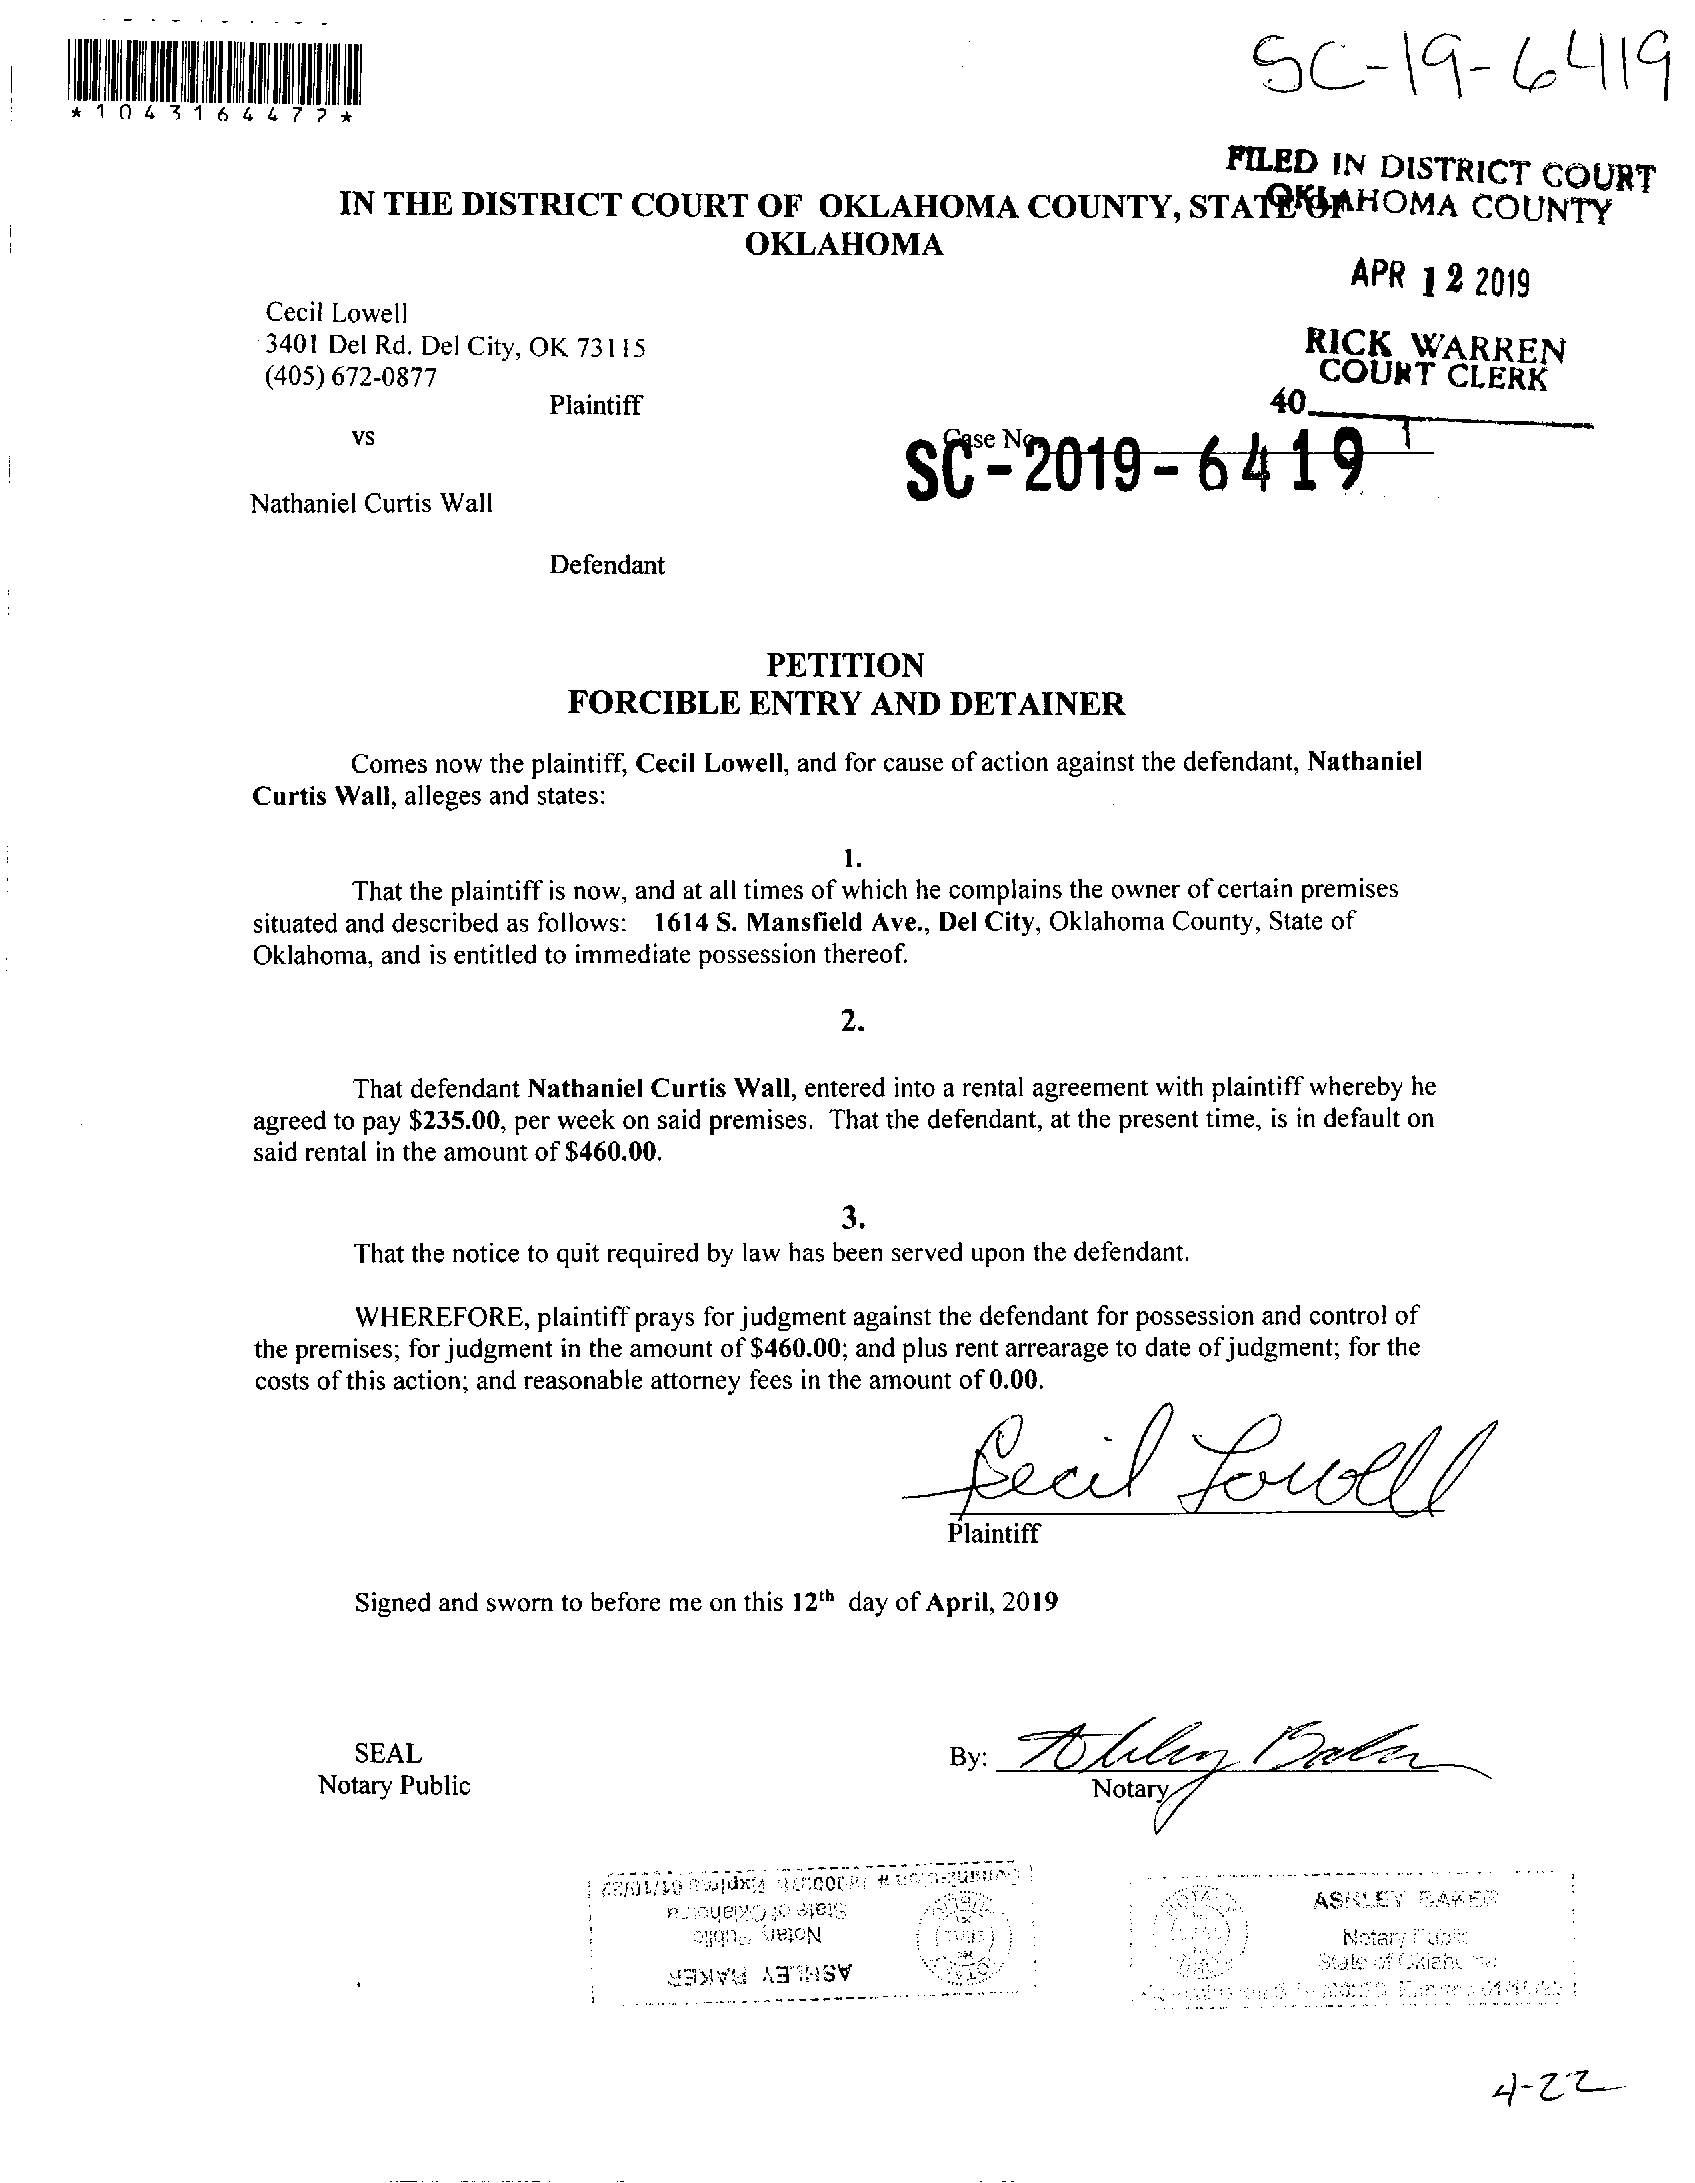 SC-19-6419
*1043164477*
FILED IN DISTRICT COURT
OKLAHOMA COUNTY
IN THE DISTRICT COURT OF OKLAHOMA COUNTY, STATE OF
OKLAHOMA
APR 12 2019
RICK WARREN
COURT CLERK
40
Cecil Lowell
3401 Del Rd. Del City, OK 73115
(405) 672-0877
Plaintiff
vs
Case No.
SC-2019-6419
Nathaniel Curtis Wall
Defendant
PETITION
FORCIBLE ENTRY AND DETAINER
Comes now the plaintiff, Cecil Lowell, and for cause of action against the defendant, Nathaniel
Curtis Wall, alleges and states:
1.
That the plaintiff is now, and at all times of which he complains the owner of certain premises
situated and described as follows: 1614 S. Mansfield Ave., Del City, Oklahoma County, State of
Oklahoma, and is entitled to immediate possession thereof.
2.
That defendant Nathaniel Curtis Wall, entered into a rental agreement with plaintiff whereby he
agreed to pay $235.00, per week on said premises. That the defendant, at the present time, is in default on
said rental in the amount of $460.00.
3.
That the notice to quit required by law has been served upon the defendant.
WHEREFORE, plaintiff prays for judgment against the defendant for possession and control of
the premises; for judgment in the amount of $460.00; and plus rent arrearage to date of judgment; for the
costs of this action; and reasonable attorney fees in the amount of 0.00.
Cecil Lowell
Plaintiff
Signed and sworn to before me on this 12th day of April, 2019
SEAL
Notary Public
By: Ashley Baker
Notary
ASHLEY BAKER
Notary Public
State of Oklahoma
ASHLEY BAKER
Notary Public
State of Oklahoma
4-22